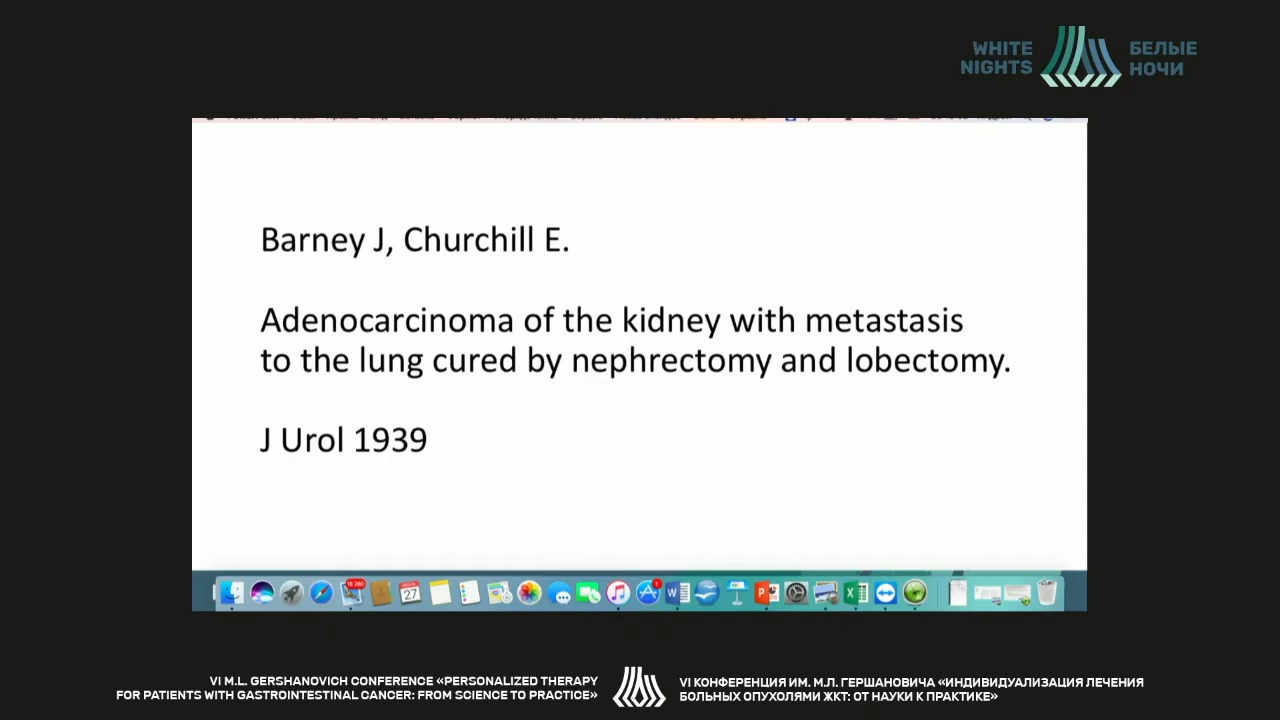 WHITE
NIGHTS
БЕЛЫЕ
НОЧИ
Barney J, Churchill E.
Adenocarcinoma of the kidney with metastasis
to the lung cured by nephrectomy and lobectomy.
J Urol 1939
27
VI M.L. GERSHANOVICH CONFERENCE «PERSONALIZED THERAPY
FOR PATIENTS WITH GASTROINTESTINAL CANCER: FROM SCIENCE TO PRACTICE»
VI КОНФЕРЕНЦИЯ ИМ. М.Л. ГЕРШАНОВИЧА «ИНДИВИДУАЛИЗАЦИЯ ЛЕЧЕНИЯ
БОЛЬНЫХ ОПУХОЛЯМИ ЖКТ: ОТ НАУКИ К ПРАКТИКЕ»